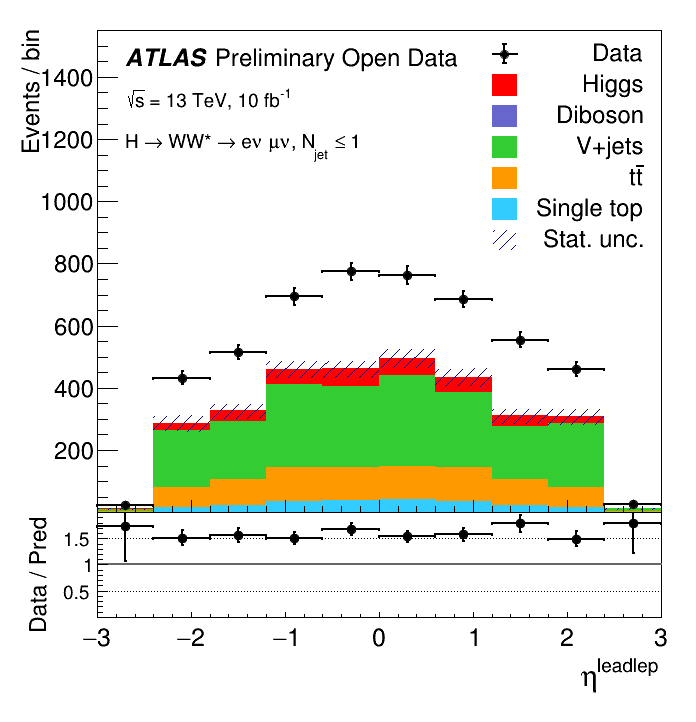 ATLAS Preliminary Open Data
√s = 13 TeV, 10 fb⁻¹
H → WW* → eν μν, N_jet ≤ 1
Data
Higgs
Diboson
V+jets
tt̄
Single top
Stat. unc.
Events / bin
1400
1200
1000
800
600
400
200
Data / Pred
1.5
1
0.5
−3 −2 −1 0 1 2 3
η^leadlep